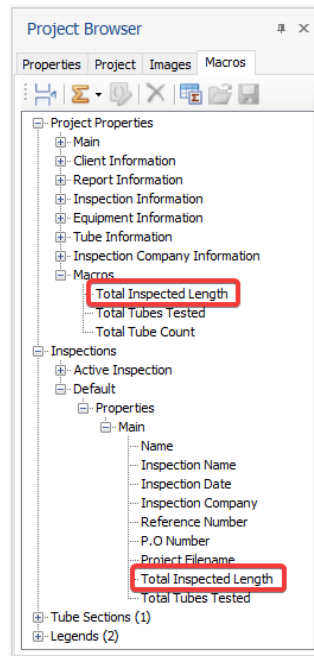 Project Browser
Properties Project Images Macros
Project Properties
Main
Client Information
Report Information
Inspection Information
Equipment Information
Tube Information
Inspection Company Information
Macros
Total Inspected Length
Total Tubes Tested
Total Tube Count
Inspections
Active Inspection
Default
Properties
Main
Name
Inspection Name
Inspection Date
Inspection Company
Reference Number
P.O Number
Project Filename
Total Inspected Length
Total Tubes Tested
Tube Sections (1)
Legends (2)